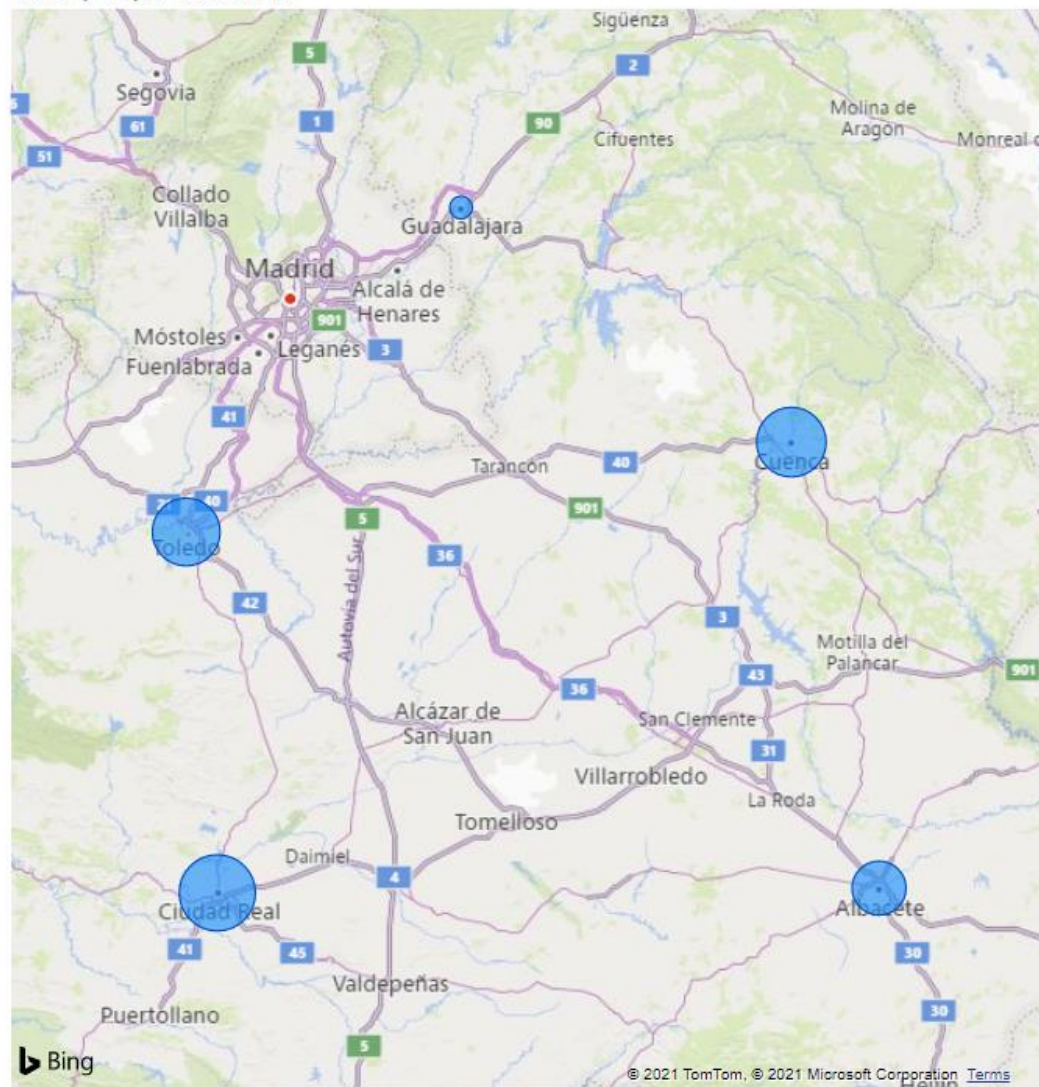 Sigüenza
5
2
Segovia
Molina de
Aragón
61
1
90
Cifuentes
Monreal
51
Collado
Villalba
Guadalajara
Madrid
Alcalá de
Henares
901
Móstoles
Leganés
3
Fuenlabrada
41
Tarancón
40
Cuenca
40
901
5
Toledo
36
Autovía del Sur
42
3
Motilla del
Palancar
901
43
36
Alcázar de
San Juan
San Clemente
31
Villarrobledo
La Roda
Tomelloso
Daimiel
4
Ciudad Real
Albacete
41
45
30
Valdepeñas
Puertollano
30
5
Bing
© 2021 TomTom, © 2021 Microsoft Corporation Terms